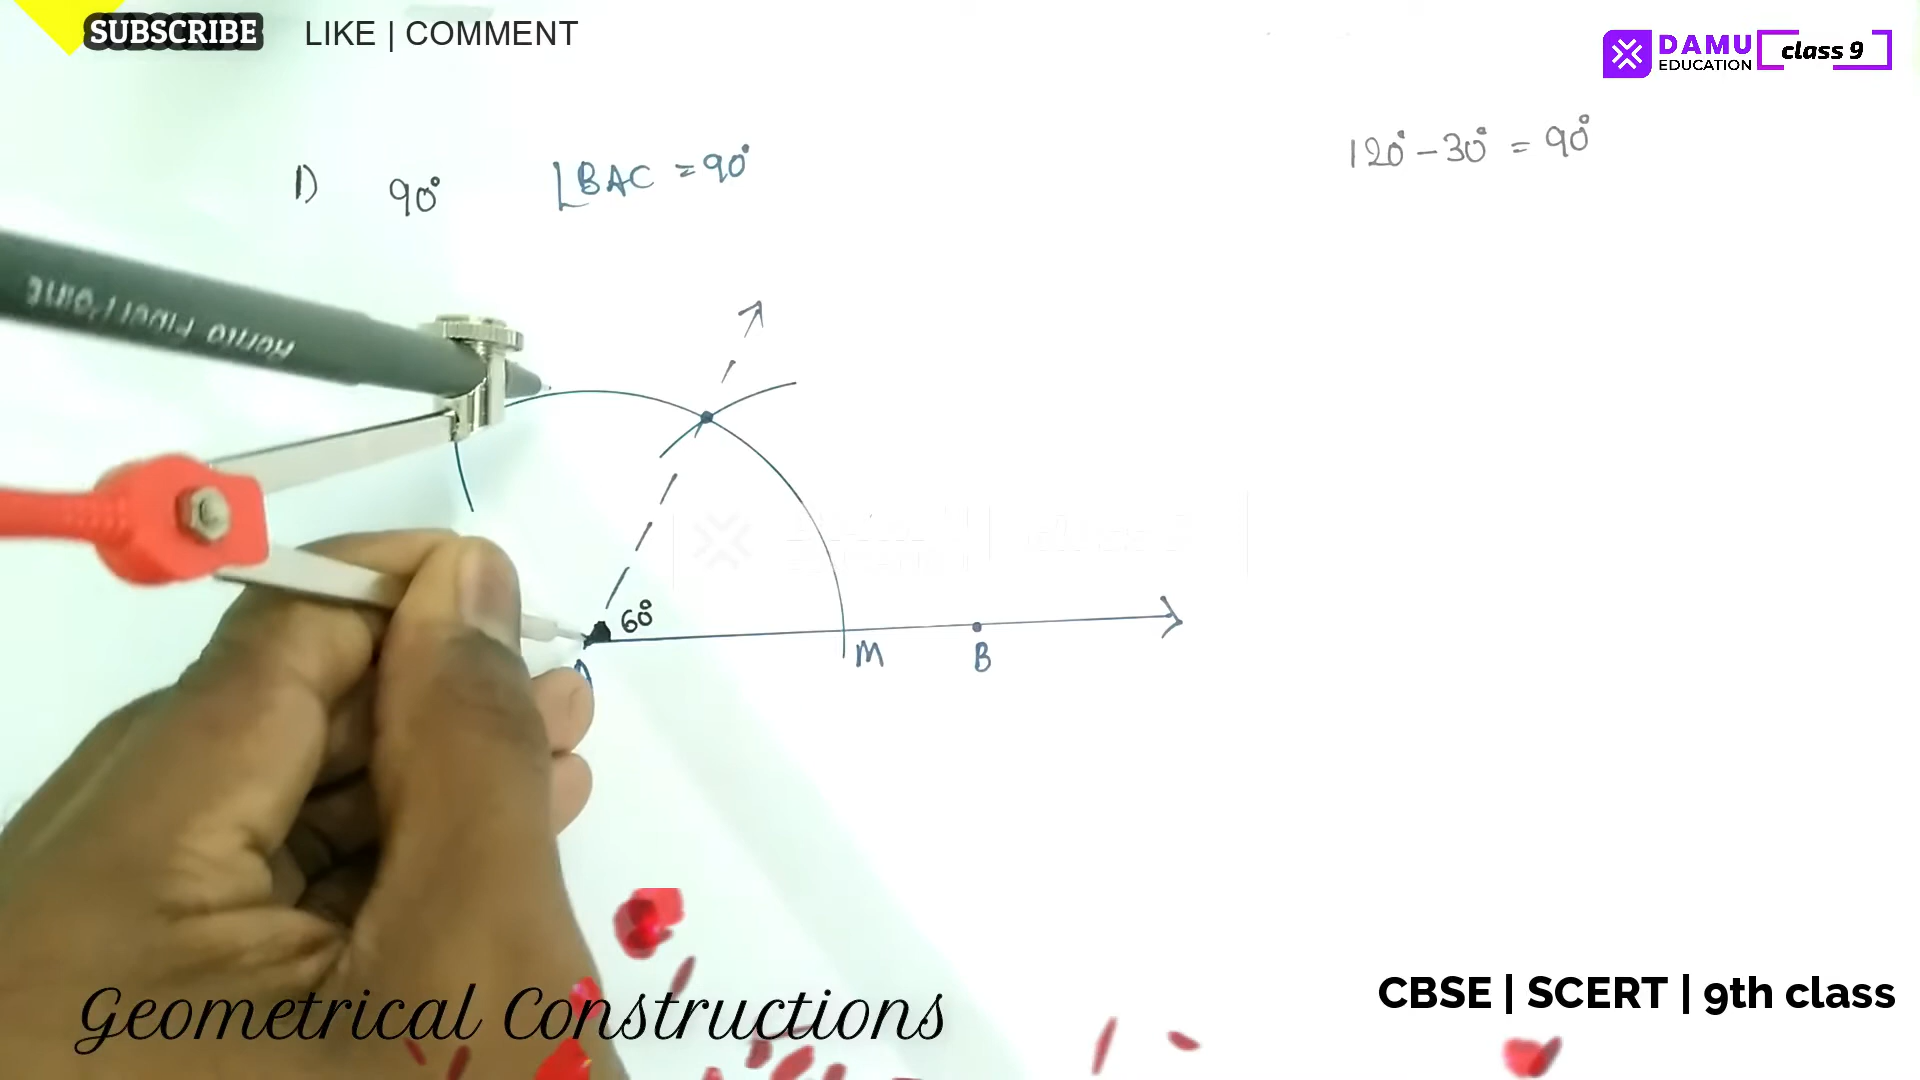 SUBSCRIBE LIKE | COMMENT
DAMU EDUCATION class 9
120° - 30° = 90°
1) 90° ∠BAC = 90°
60°
M B
Geometrical Constructions
CBSE | SCERT | 9th class